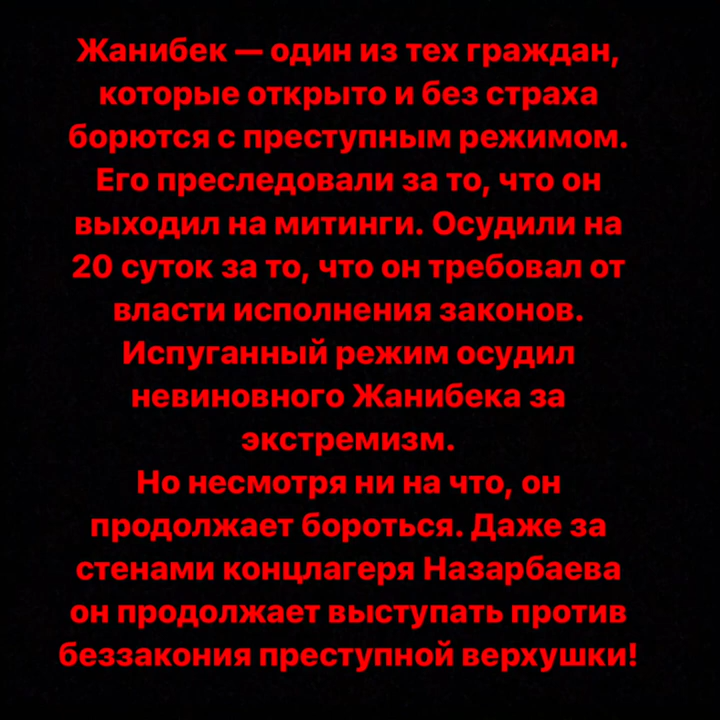 Жанибек — один из тех граждан,
которые открыто и без страха
борются с преступным режимом.
Его преследовали за то, что он
выходил на митинги. Осудили на
20 суток за то, что он требовал от
власти исполнения законов.
Испуганный режим осудил
невиновного Жанибека за
экстремизм.
Но несмотря ни на что, он
продолжает бороться. Даже за
стенами концлагеря Назарбаева
он продолжает выступать против
беззакония преступной верхушки!